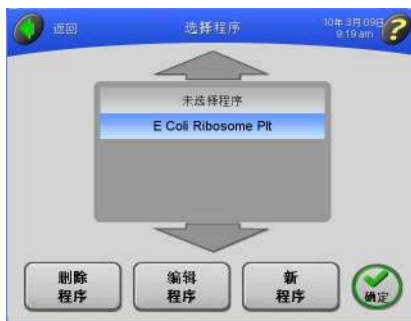 返回
选择程序
10年3月09日
9:19 am
未选择程序
E Coli Ribosome Plt
删除
程序
编辑
程序
新
程序
确定